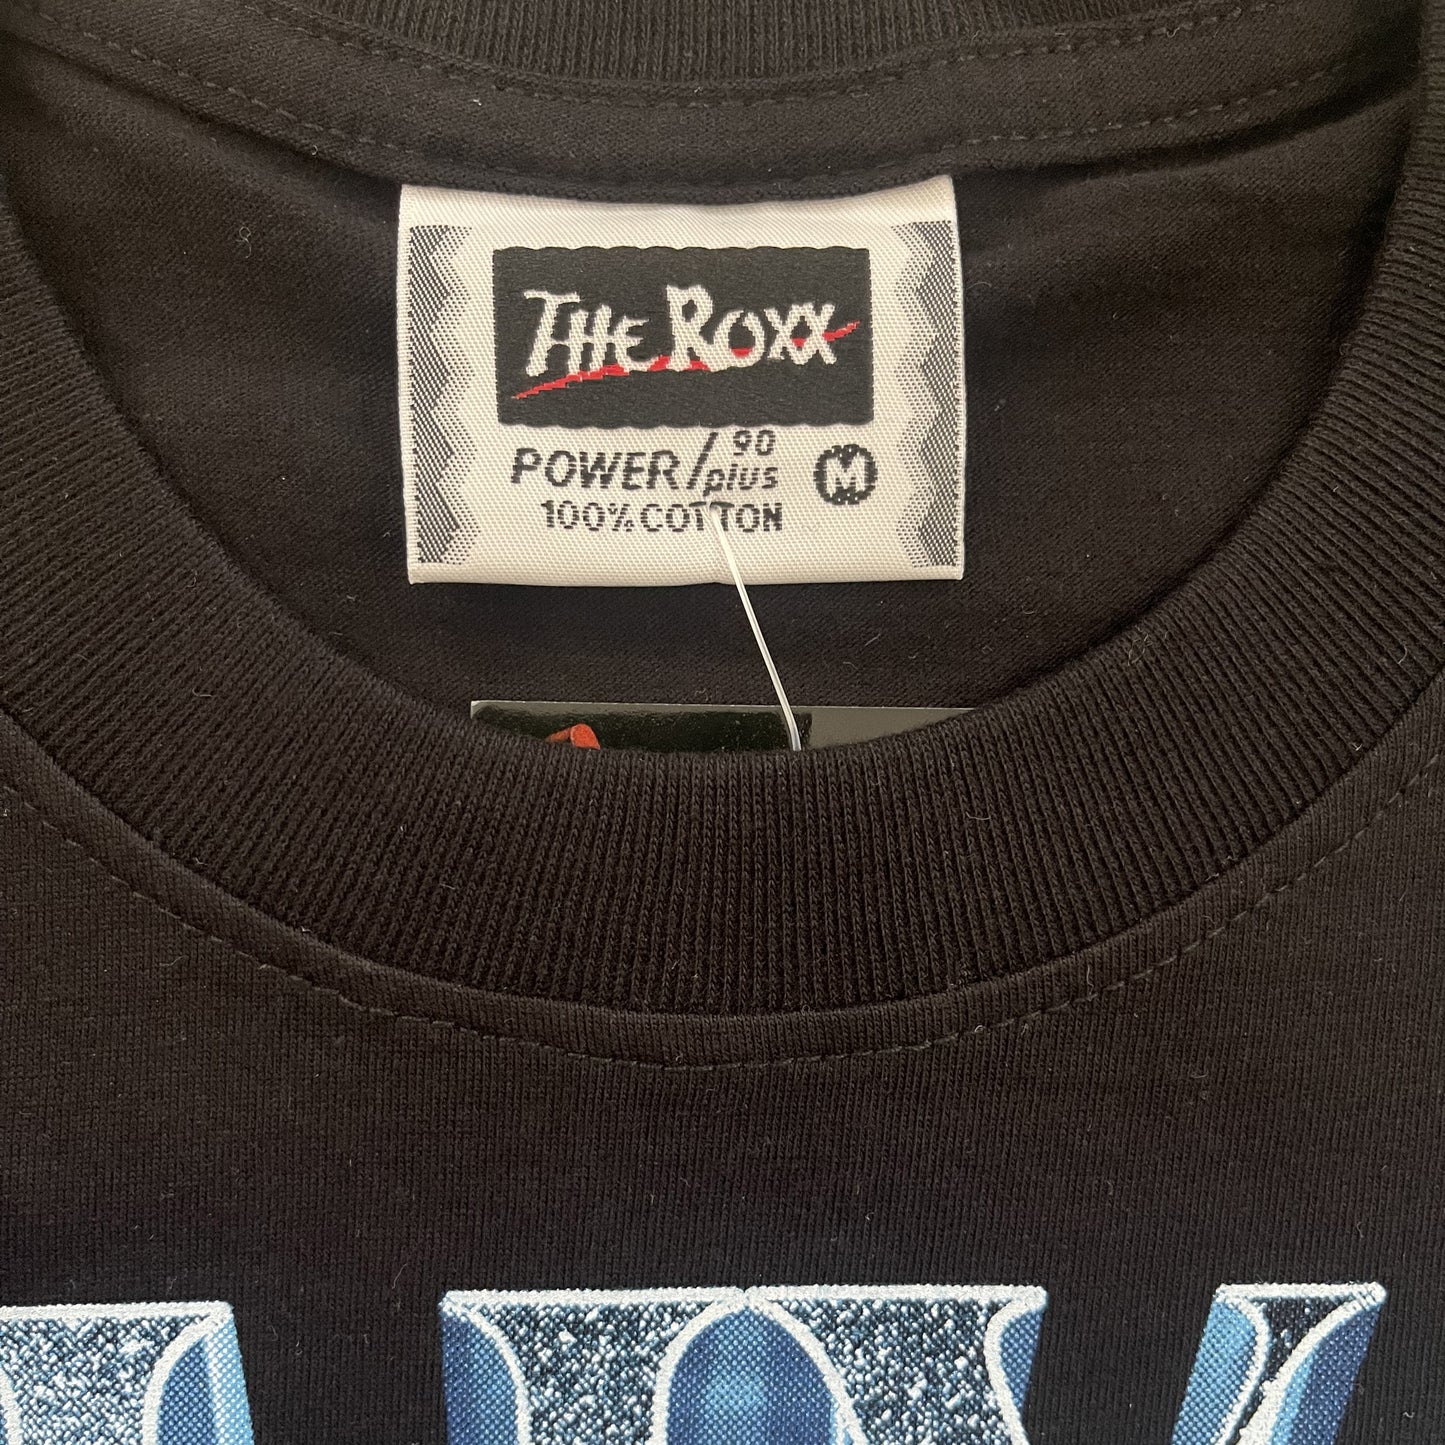 THE ROXX
POWER/90 plus
M
100% COTTON